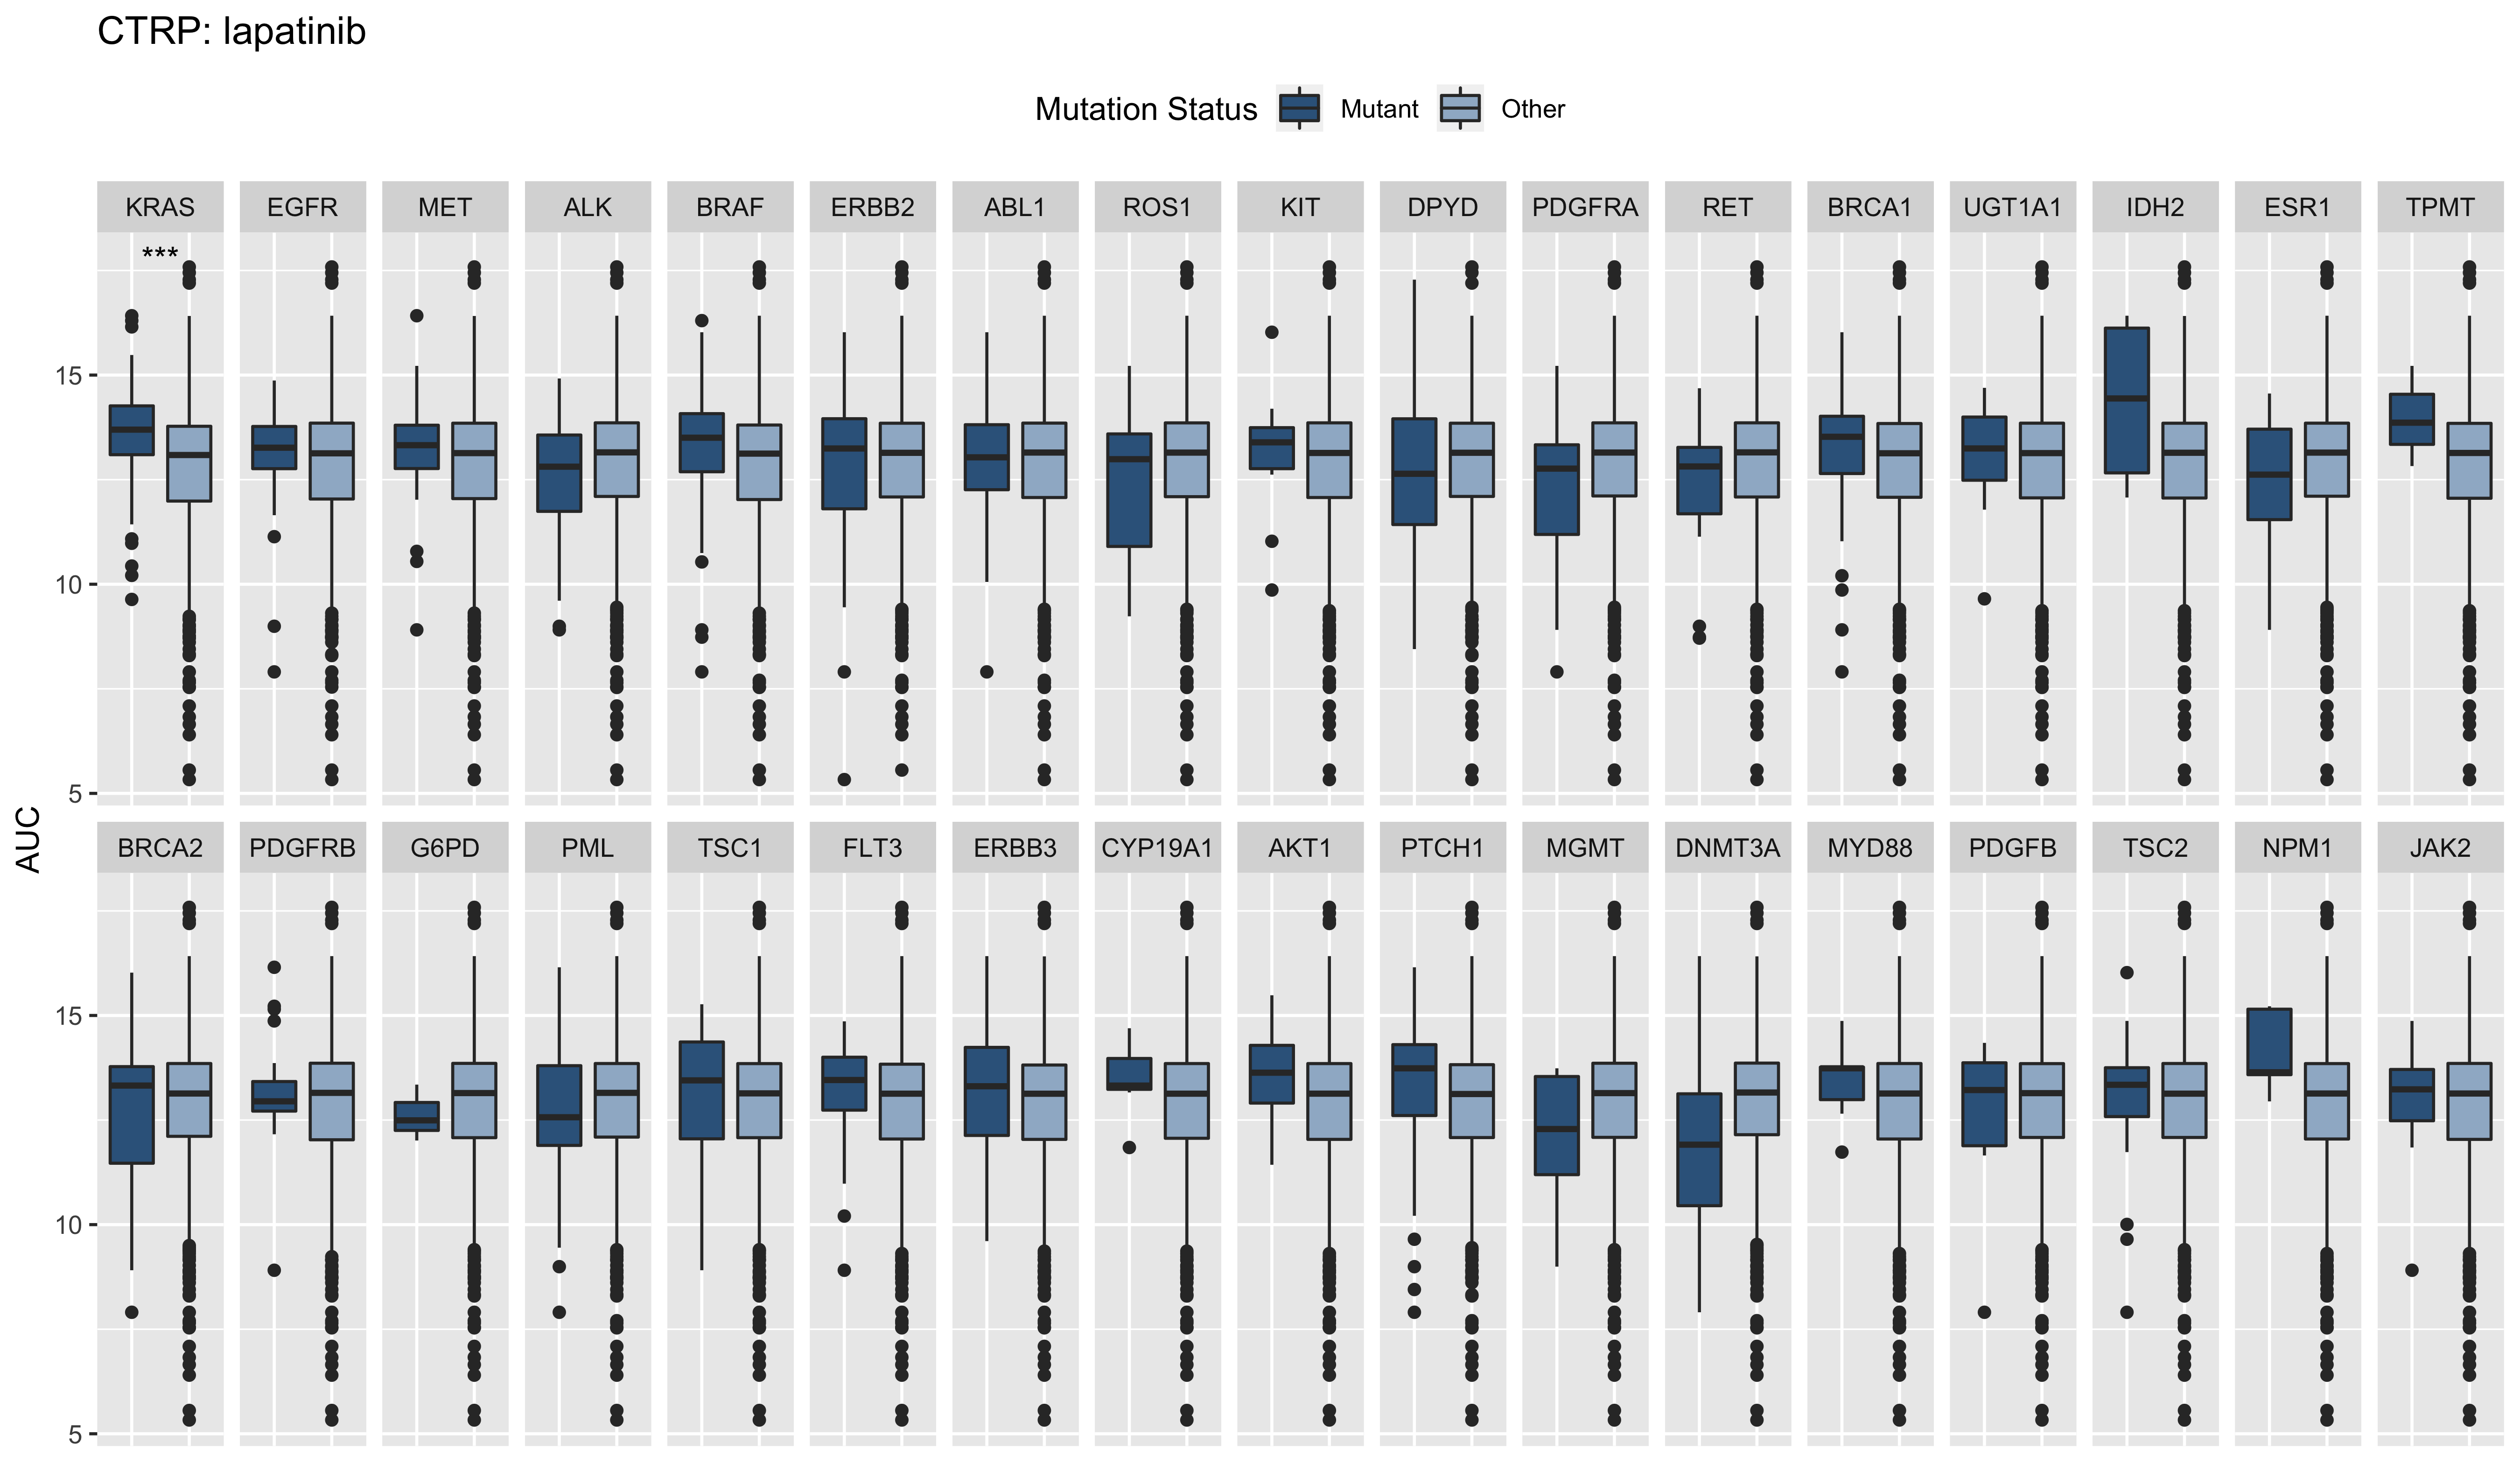 CTRP: lapatinib
Mutation Status Mutant Other
KRAS EGFR MET ALK BRAF ERBB2 ABL1 ROS1 KIT DPYD PDGFRA RET BRCA1 UGT1A1 IDH2 ESR1 TPMT
***
15
10
5
AUC
BRCA2 PDGFRB G6PD PML TSC1 FLT3 ERBB3 CYP19A1 AKT1 PTCH1 MGMT DNMT3A MYD88 PDGFB TSC2 NPM1 JAK2
15
10
5